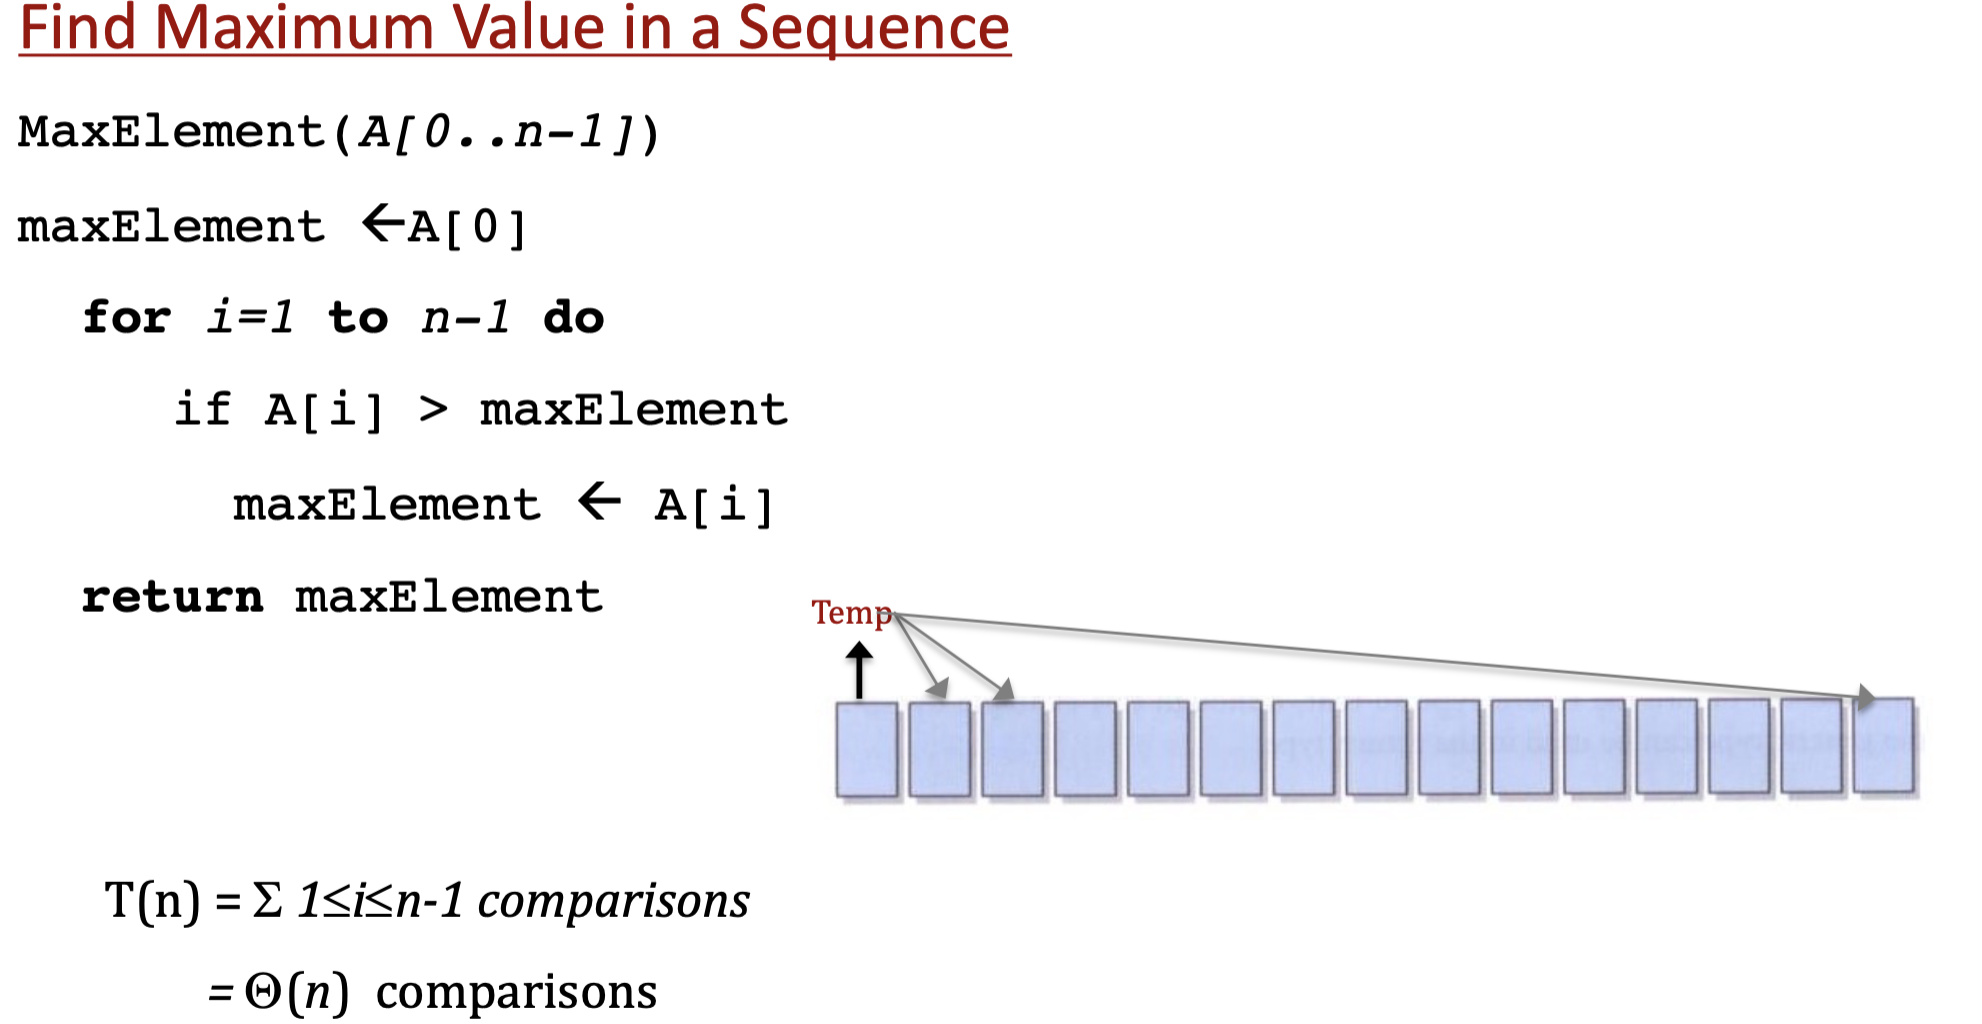 Find Maximum Value in a Sequence
MaxElement(A[0..n-1])
maxElement ←A[0]
for i=1 to n-1 do
if A[i] > maxElement
maxElement ← A[i]
return maxElement
Temp
T(n) = Σ 1≤i≤n-1 comparisons
= Θ(n) comparisons